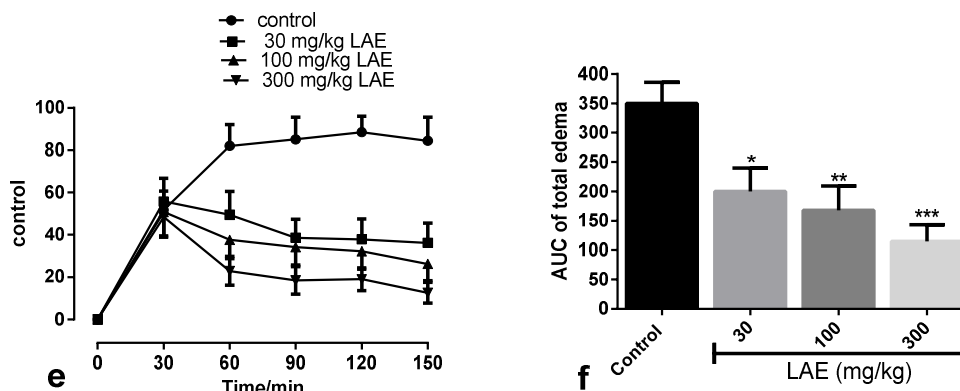 control
30 mg/kg LAE
100 mg/kg LAE
300 mg/kg LAE
100
80
60
40
20
0
control
0 30 60 90 120 150
Time/min
e
400
350
300
250
200
150
100
50
0
AUC of total edema
*
**
***
Control 30 100 300
LAE (mg/kg)
f